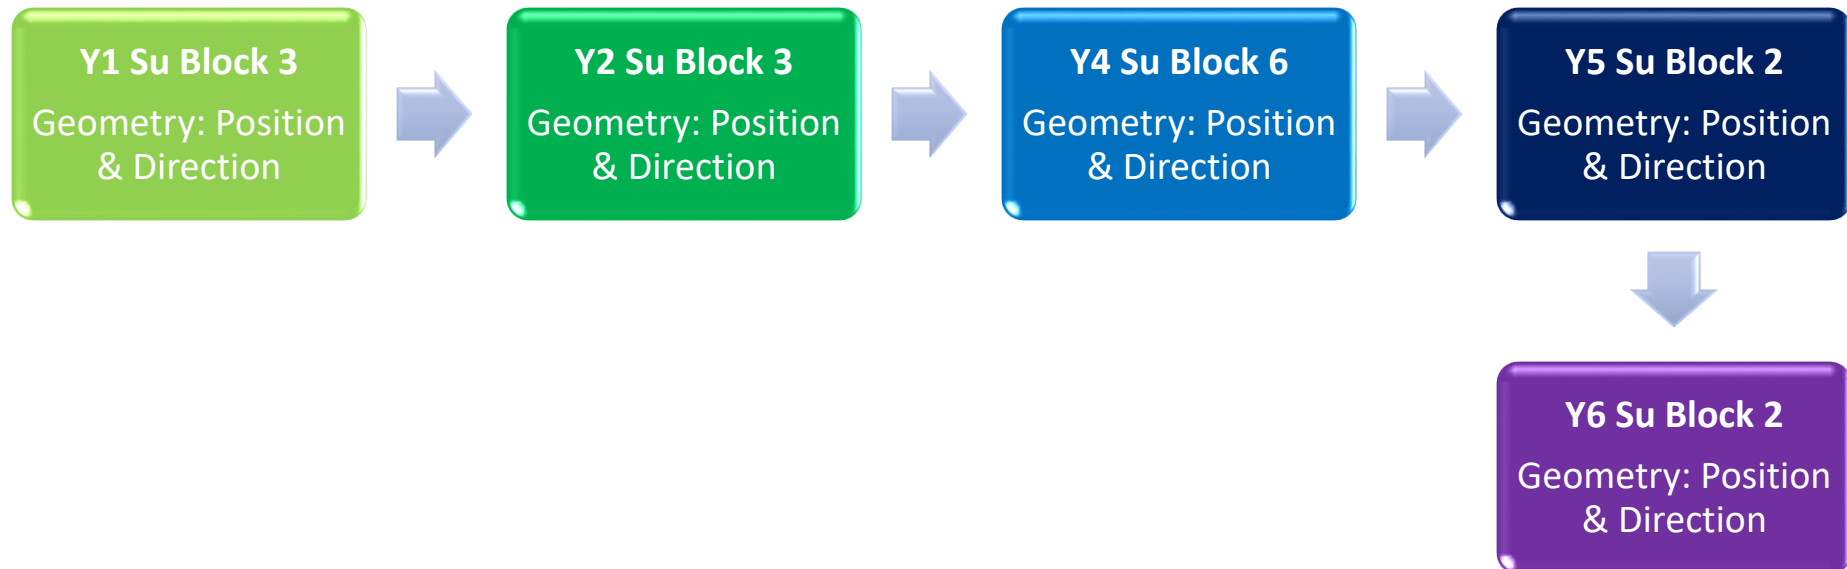 Y1 Su Block 3
Geometry: Position
& Direction
Y2 Su Block 3
Geometry: Position
& Direction
Y4 Su Block 6
Geometry: Position
& Direction
Y5 Su Block 2
Geometry: Position
& Direction
Y6 Su Block 2
Geometry: Position
& Direction